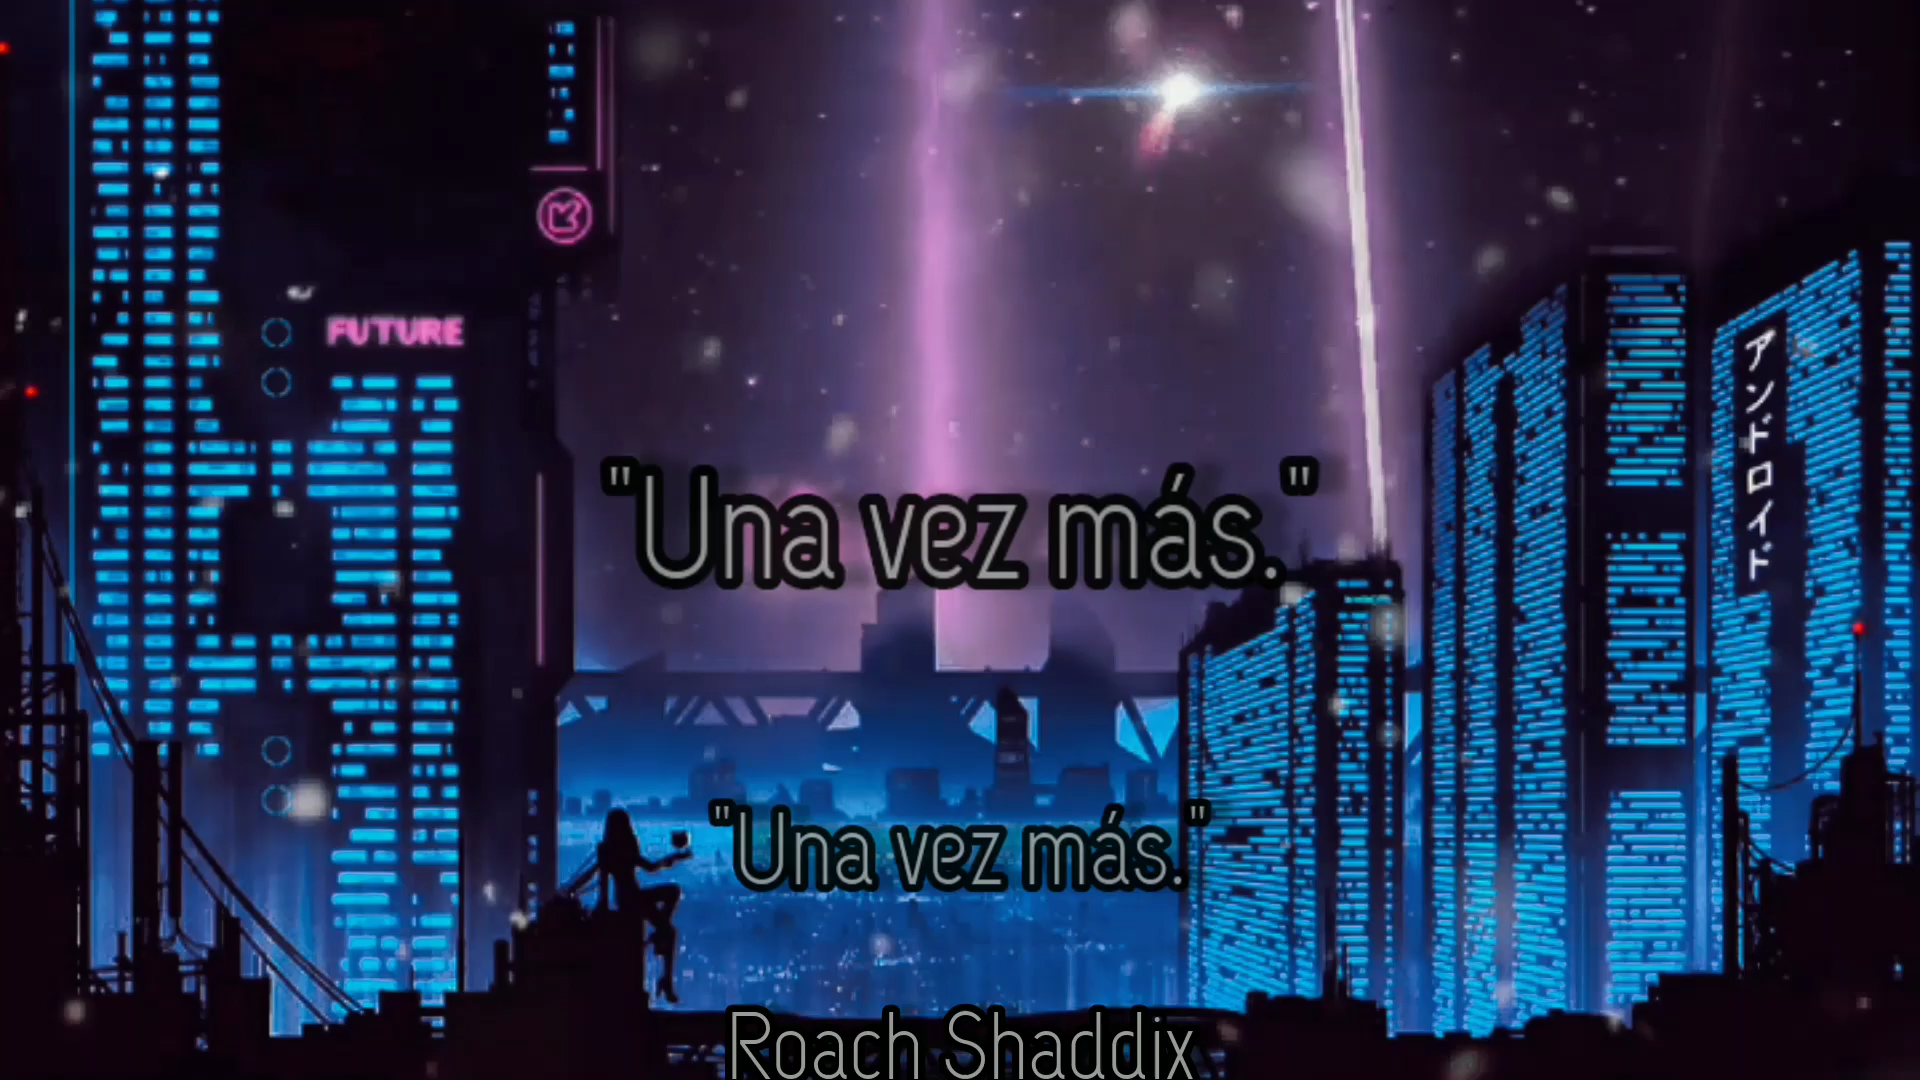 FUTURE
アンドロイド
"Una vez más."
"Una vez más."
Roach Shaddix